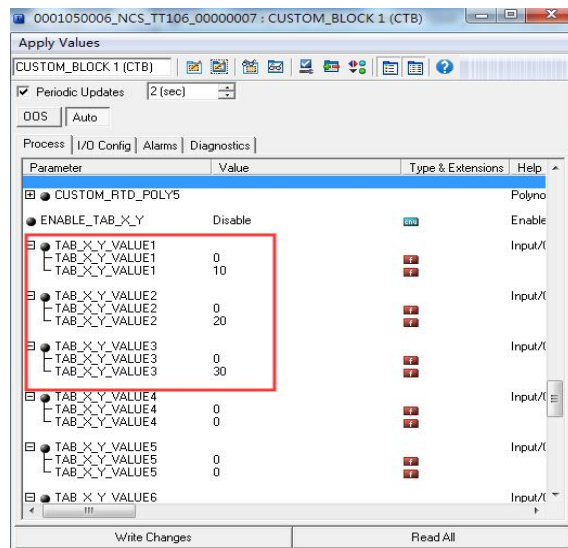 0001050006_NCS_TT106_00000007 : CUSTOM_BLOCK 1 (CTB)
Apply Values
CUSTOM_BLOCK 1 (CTB)
Periodic Updates 2 (sec)
OOS Auto
Process I/O Config Alarms Diagnostics
Parameter Value Type & Extensions Help
CUSTOM_RTD_POLY5 Polyno
ENABLE_TAB_X_Y Disable enu Enable
TAB_X_Y_VALUE1 Input/(
TAB_X_Y_VALUE1 0 f
TAB_X_Y_VALUE1 10 f
TAB_X_Y_VALUE2 Input/(
TAB_X_Y_VALUE2 0 f
TAB_X_Y_VALUE2 20 f
TAB_X_Y_VALUE3 Input/(
TAB_X_Y_VALUE3 0 f
TAB_X_Y_VALUE3 30 f
TAB_X_Y_VALUE4 Input/(
TAB_X_Y_VALUE4 0 f
TAB_X_Y_VALUE4 0 f
TAB_X_Y_VALUE5 Input/(
TAB_X_Y_VALUE5 0 f
TAB_X_Y_VALUE5 0 f
TAB_X_Y_VALUE6 Input/(
Write Changes Read All